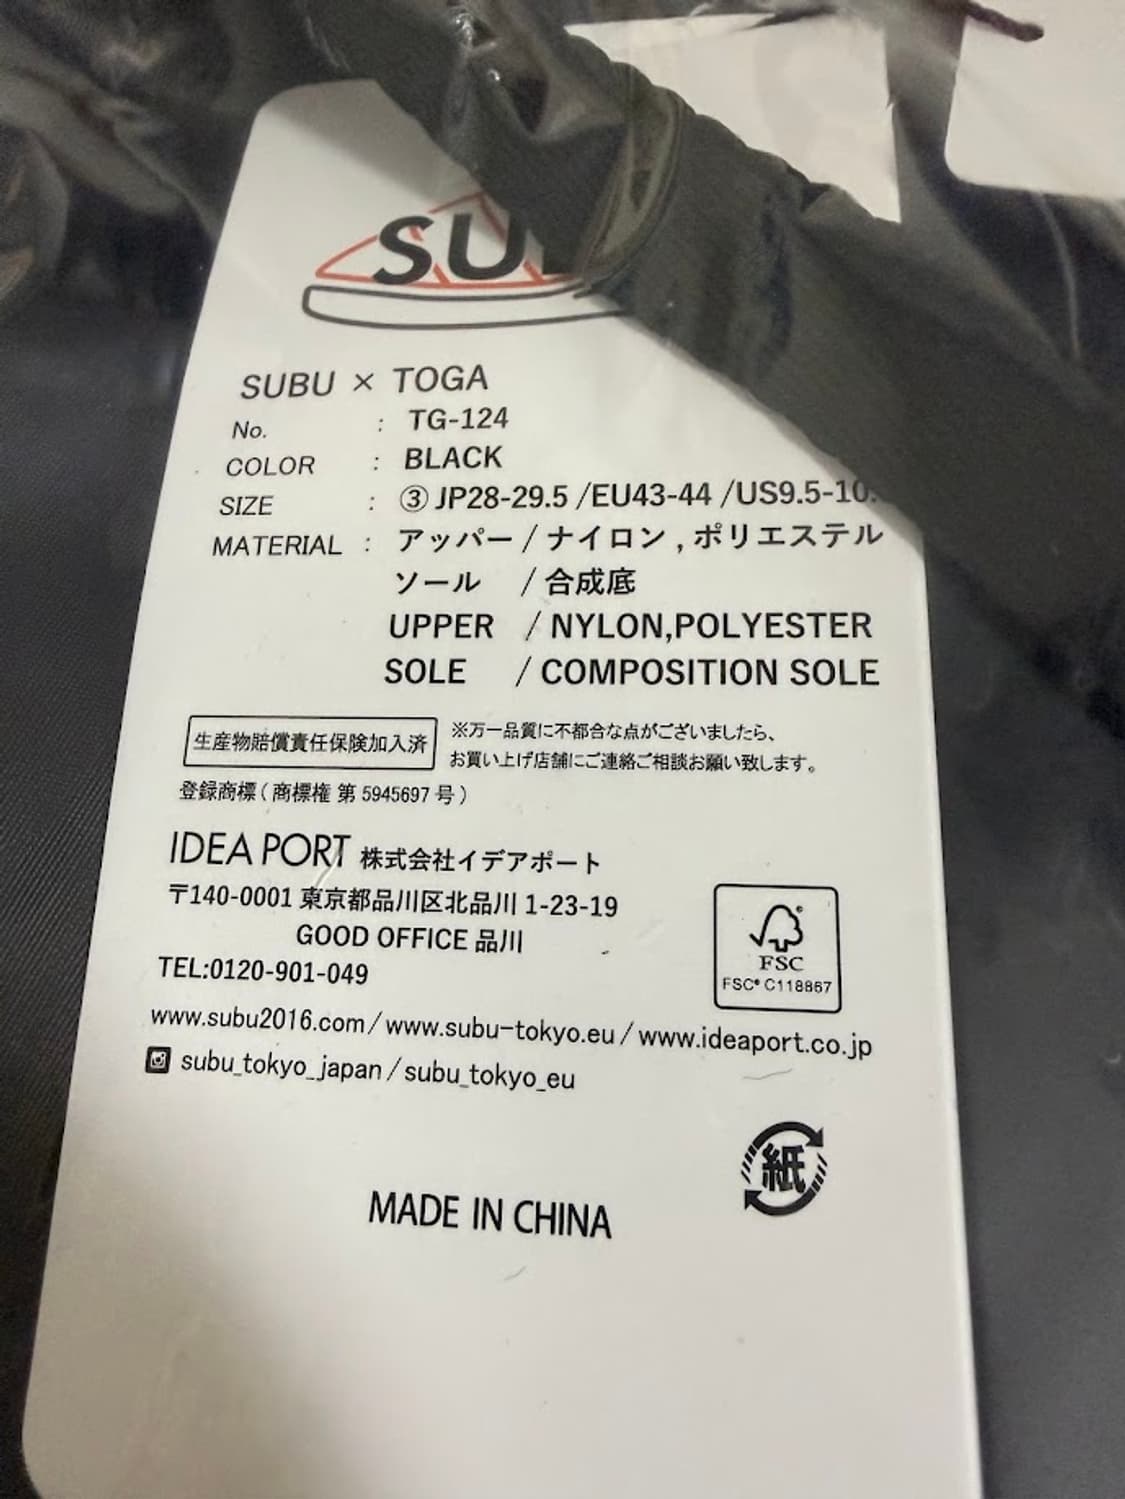 SU
SUBU × TOGA
No. : TG-124
COLOR : BLACK
SIZE : ③ JP28-29.5 /EU43-44 /US9.5-10.
MATERIAL : アッパー / ナイロン , ポリエステル
ソール / 合成底
UPPER / NYLON,POLYESTER
SOLE / COMPOSITION SOLE
生産物賠償責任保険加入済
※万一品質に不都合な点がございましたら、
お買い上げ店舗にご連絡ご相談お願い致します。
登録商標 ( 商標権 第 5945697 号 )
IDEA PORT 株式会社イデアポート
〒140-0001 東京都品川区北品川 1-23-19
GOOD OFFICE 品川
TEL:0120-901-049
FSC
FSC® C118867
www.subu2016.com / www.subu-tokyo.eu / www.ideaport.co.jp
subu_tokyo_japan / subu_tokyo_eu
紙
MADE IN CHINA